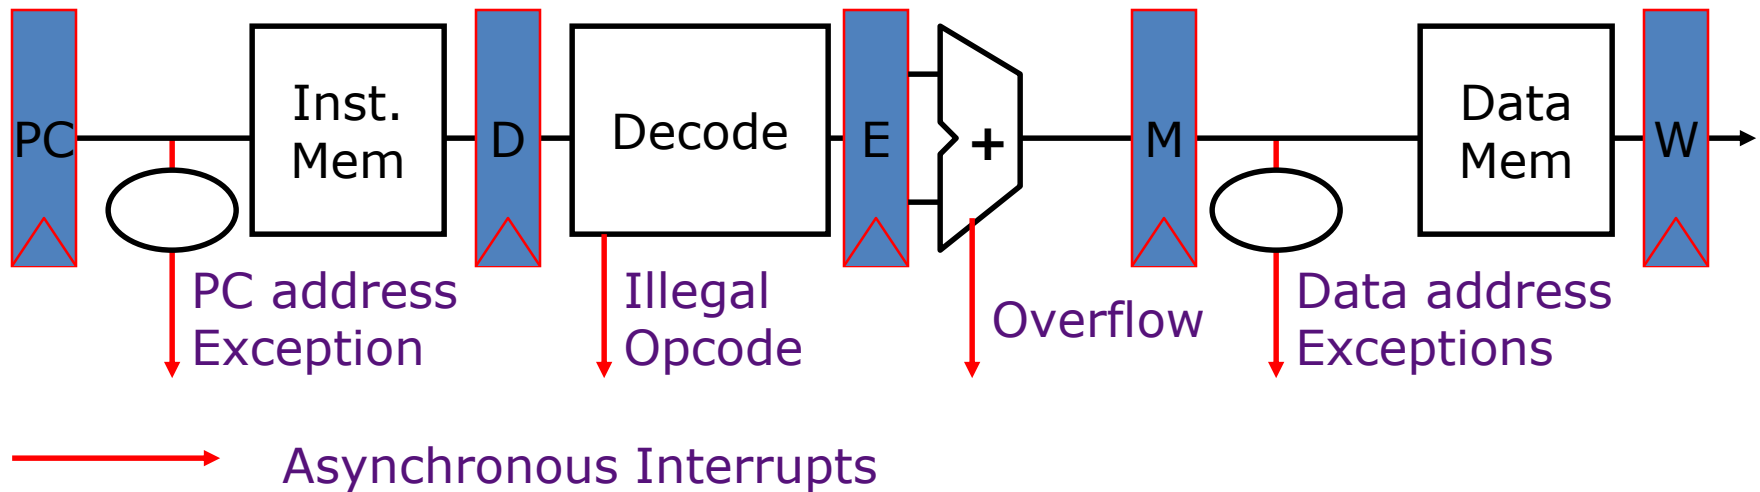 PC
Inst.
Mem
D
Decode
E
+
M
Data
Mem
W
PC address
Exception
Illegal
Opcode
Overflow
Data address
Exceptions
Asynchronous Interrupts